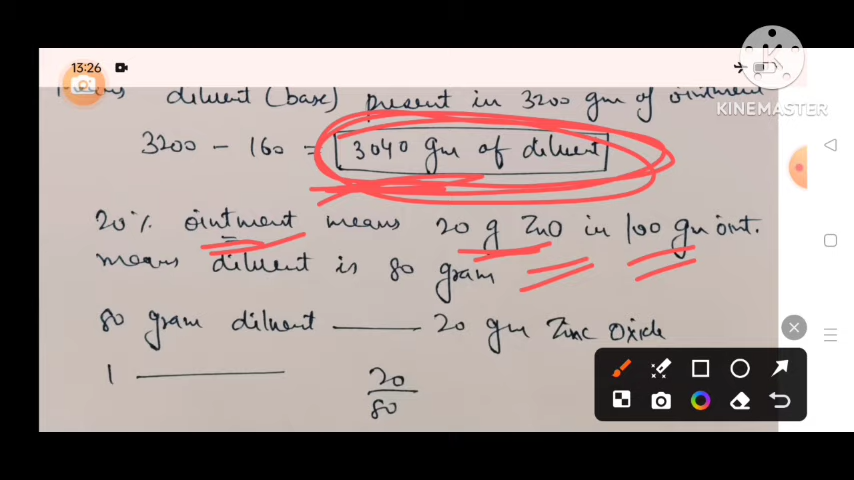 13:26
KINEMASTER
means diluent (base) present in 3200 gm of ointment
3200 - 160 = 3040 gm of diluent
20% ointment means 20 g ZnO in 100 gm oint.
means diluent is 80 gram
80 gram diluent 20 gm Zinc Oxide
1 20
80